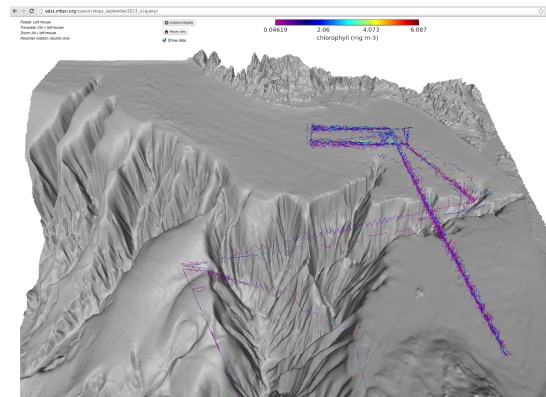 odss.mbari.org/canon/stoqs_september2013_o/query/
Rotate: Left mouse
Translate: Ctrl + left mouse
Zoom: Alt + left mouse
Recenter rotation: double click
Unzoom display
Reset view
Show data
0.04619 2.06 4.073 6.087
chlorophyll (mg m-3)